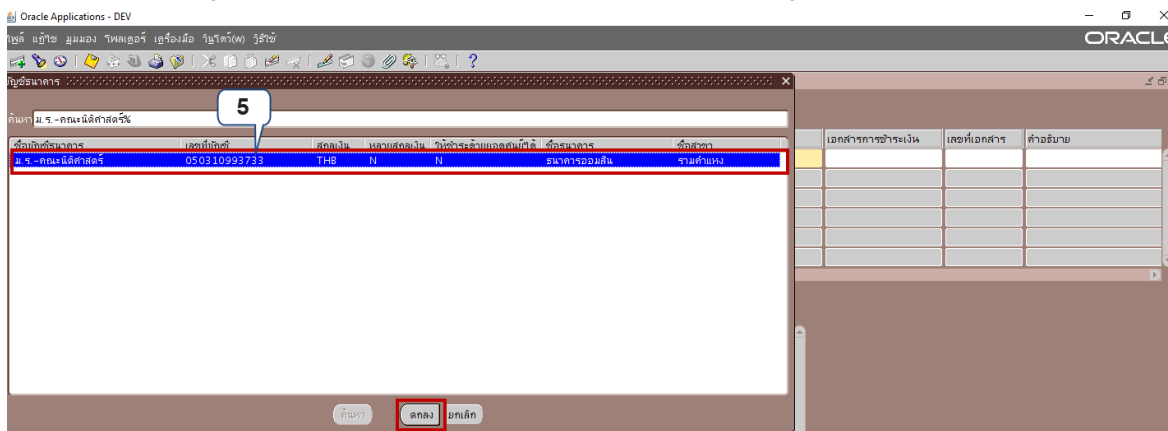 Oracle Applications - DEV
ไฟล์ แก้ไข มุมมอง โฟลเดอร์ เครื่องมือ วินโดว์(W) วิธีใช้
ORACLE
บัญชีธนาคาร
5
ค้นหา ม.ร.-คณะนิติศาสตร์%
ชื่อบัญชีธนาคาร เลขที่บัญชี สกุลเงิน หลายสกุลเงิน ให้ชำระด้วยยอดศูนย์ได้ ชื่อธนาคาร ชื่อสาขา เอกสารการชำระเงิน เลขที่เอกสาร คำอธิบาย
ม.ร.-คณะนิติศาสตร์ 050310993733 THB N N ธนาคารออมสิน รามคำแหง
ค้นหา ตกลง ยกเลิก